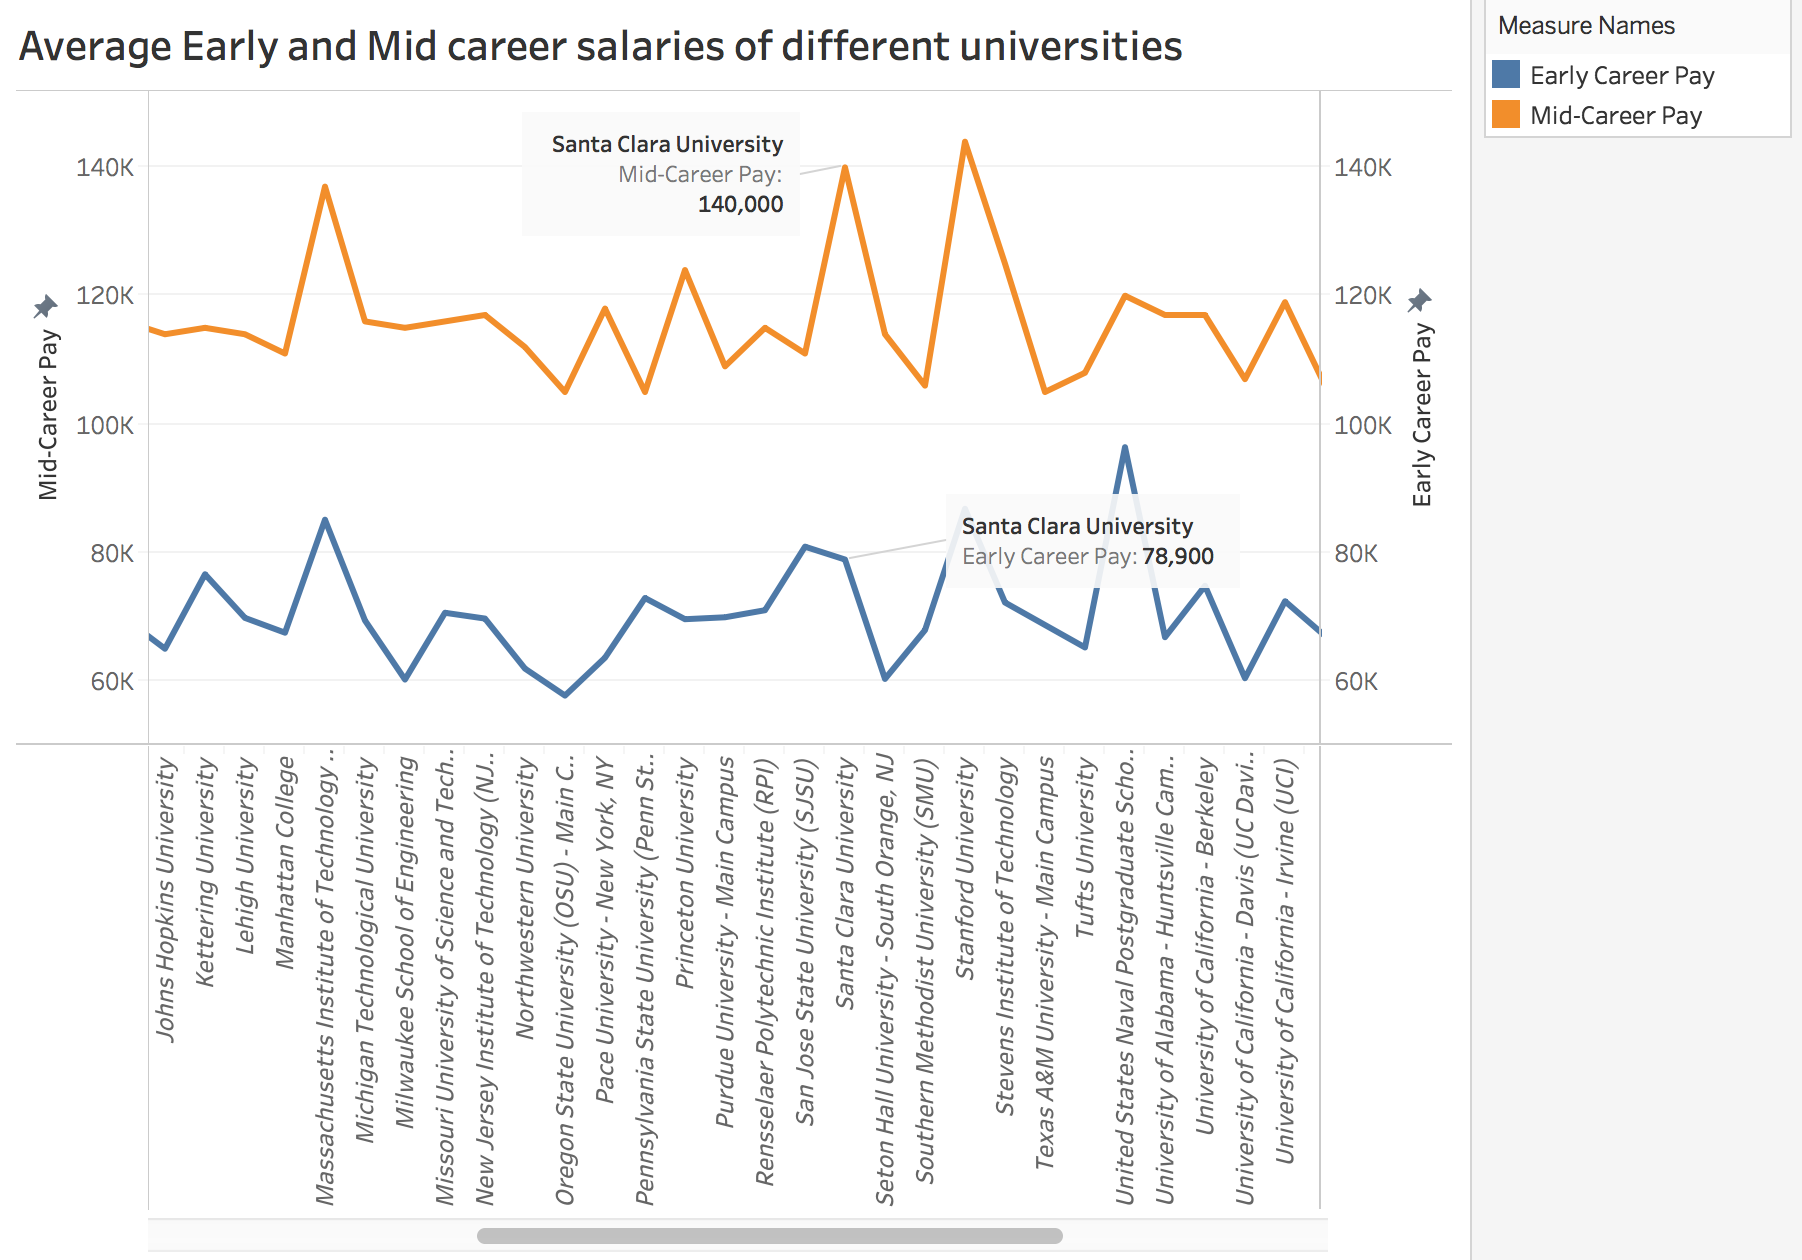 Average Early and Mid career salaries of different universities
Measure Names
Early Career Pay
Mid-Career Pay
Santa Clara University
Mid-Career Pay:
140,000
Santa Clara University
Early Career Pay: 78,900
Mid-Career Pay
140K
120K
100K
80K
60K
140K
120K
100K
80K
60K
Early Career Pay
Johns Hopkins University
Kettering University
Lehigh University
Manhattan College
Massachusetts Institute of Technology ..
Michigan Technological University
Milwaukee School of Engineering
Missouri University of Science and Tech..
New Jersey Institute of Technology (NJ..
Northwestern University
Oregon State University (OSU) - Main C..
Pace University - New York, NY
Pennsylvania State University (Penn St..
Princeton University
Purdue University - Main Campus
Rensselaer Polytechnic Institute (RPI)
San Jose State University (SJSU)
Santa Clara University
Seton Hall University - South Orange, NJ
Southern Methodist University (SMU)
Stanford University
Stevens Institute of Technology
Texas A&M University - Main Campus
Tufts University
United States Naval Postgraduate Scho..
University of Alabama - Huntsville Cam..
University of California - Berkeley
University of California - Davis (UC Davi..
University of California - Irvine (UCI)